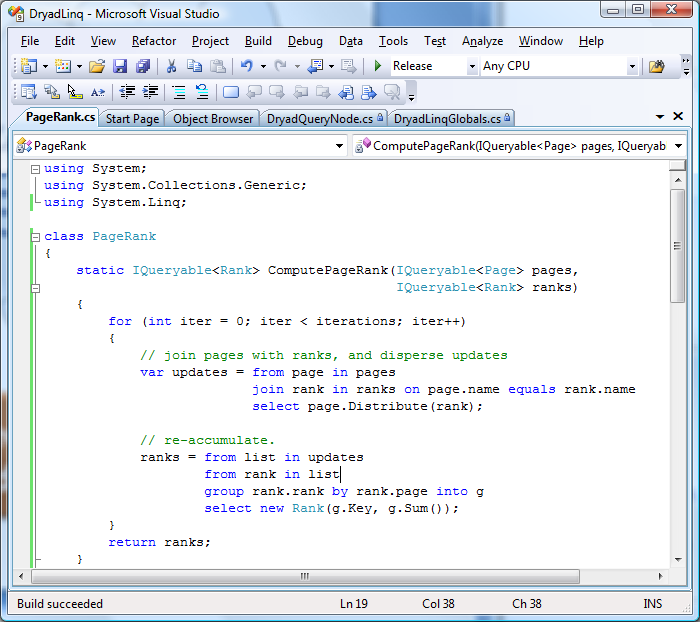 DryadLinq - Microsoft Visual Studio
File Edit View Refactor Project Build Debug Data Tools Test Analyze Window Help
Release Any CPU
PageRank.cs Start Page Object Browser DryadQueryNode.cs DryadLinqGlobals.cs
PageRank ComputePageRank(IQueryable<Page> pages, IQueryab
using System;
using System.Collections.Generic;
using System.Linq;
class PageRank
{
static IQueryable<Rank> ComputePageRank(IQueryable<Page> pages,
IQueryable<Rank> ranks)
{
for (int iter = 0; iter < iterations; iter++)
{
// join pages with ranks, and disperse updates
var updates = from page in pages
join rank in ranks on page.name equals rank.name
select page.Distribute(rank);
// re-accumulate.
ranks = from list in updates
from rank in list
group rank.rank by rank.page into g
select new Rank(g.Key, g.Sum());
}
return ranks;
}
Build succeeded Ln 19 Col 38 Ch 38 INS